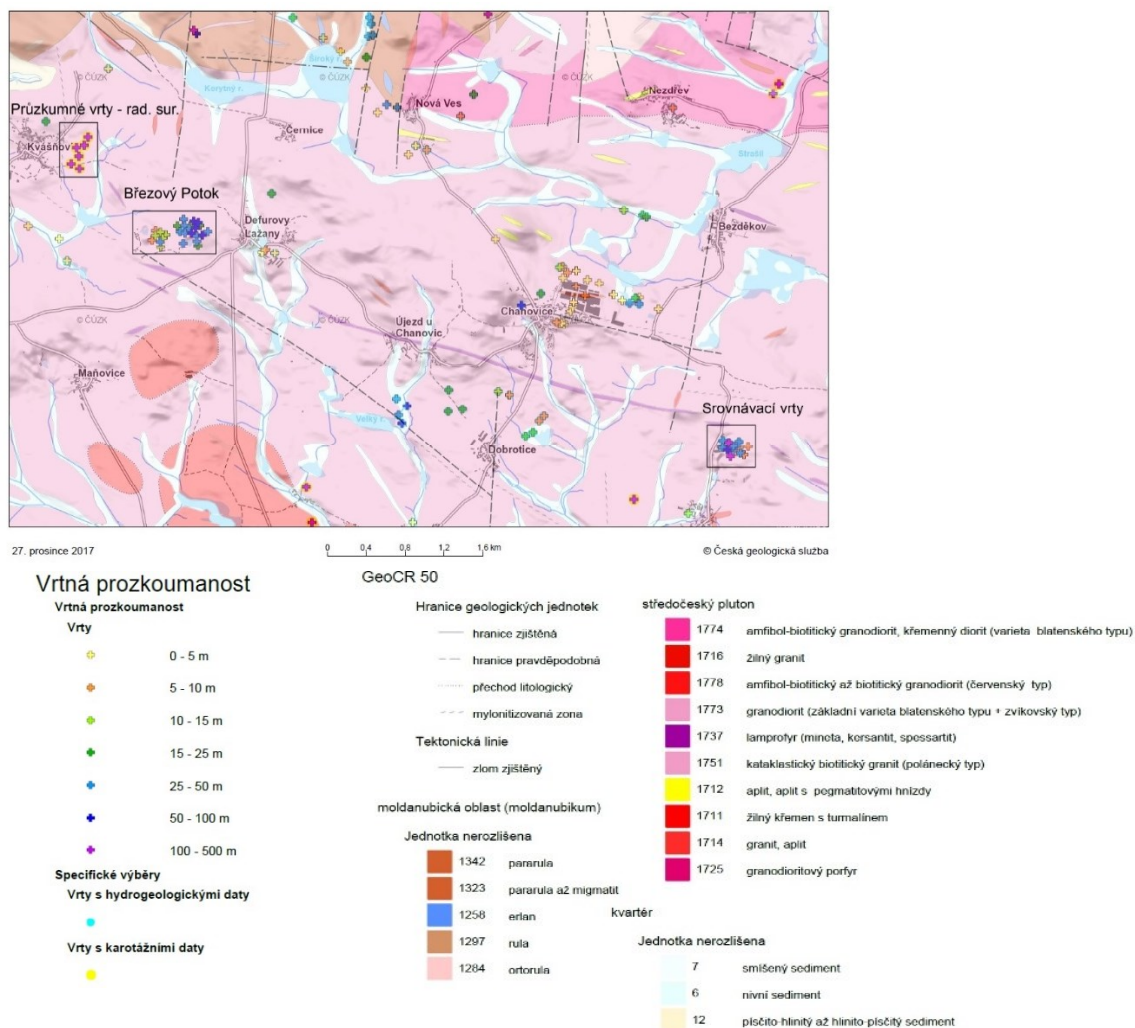 Široký r.
© ČÚZK
© ČÚZK
© ČÚZK
Korytný r.
Nová Ves
Nezdřev
Průzkumné vrty - rad. sur.
Černice
Kvášňov
Strašil
Březový Potok
Defurovy
Lažany
Bezděkov
© ČÚZK
Chanovice
Újezd u
Chanovic
Maňovice
Srovnávací vrty
Velký r.
Dobrotice
27. prosince 2017
0 0,4 0,8 1,2 1,6 km
© Česká geologická služba
Vrtná prozkoumanost
Vrtná prozkoumanost
Vrty
0 - 5 m
5 - 10 m
10 - 15 m
15 - 25 m
25 - 50 m
50 - 100 m
100 - 500 m
Specifické výběry
Vrty s hydrogeologickými daty
Vrty s karotážními daty
GeoCR 50
Hranice geologických jednotek
hranice zjištěná
hranice pravděpodobná
přechod litologický
mylonitizovaná zona
Tektonická linie
zlom zjištěný
moldanubická oblast (moldanubikum)
Jednotka nerozlišena
1342 pararula
1323 pararula až migmatit
1258 erlan
1297 rula
1284 ortorula
středočeský pluton
1774 amfibol-biotitický granodiorit, křemenný diorit (varieta blatenského typu)
1716 žilný granit
1778 amfibol-biotitický až biotitický granodiorit (červenský typ)
1773 granodiorit (základní varieta blatenského typu + zvíkovský typ)
1737 lamprofyr (mineta, kersantit, spessartit)
1751 kataklastický biotitický granit (polánecký typ)
1712 aplit, aplit s pegmatitovými hnízdy
1711 žilný křemen s turmalínem
1714 granit, aplit
1725 granodioritový porfyr
kvartér
Jednotka nerozlišena
7 smíšený sediment
6 nivní sediment
12 písčito-hlinitý až hlinito-písčitý sediment